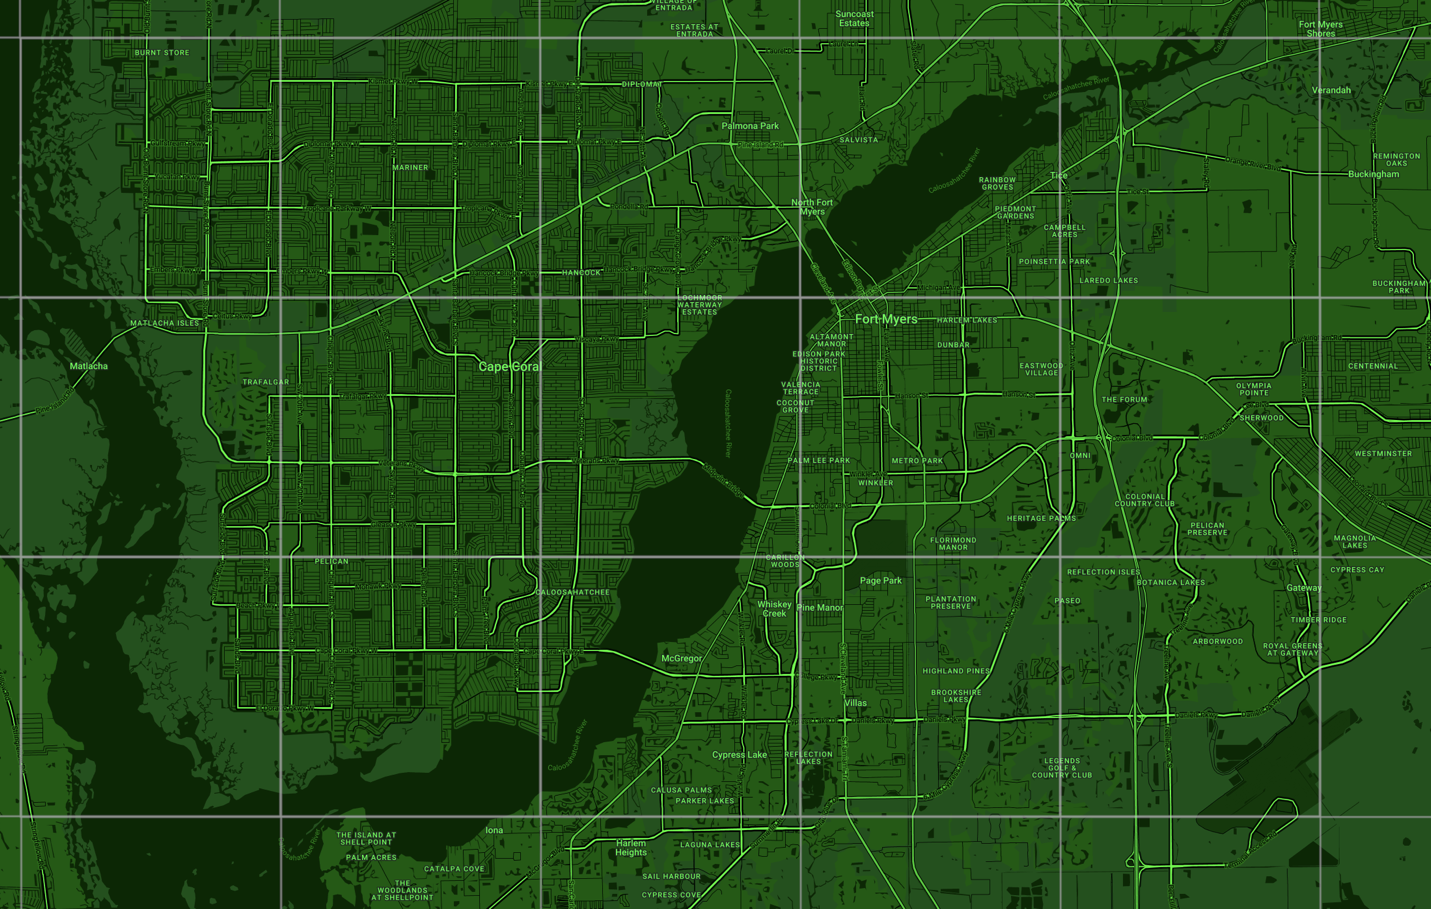 VILLAGE OF
ENTRADA
ESTATES AT
ENTRADA
Suncoast
Estates
Fort Myers
Shores
BURNT STORE
DIPLOMAT
Caloosahatchee River
Verandah
Palmona Park
SALVISTA
MARINER
Caloosahatchee River
RAINBOW
GROVES
Tice
REMINGTON
OAKS
Buckingham
North Fort
Myers
PIEDMONT
GARDENS
CAMPBELL
ACRES
POINSETTIA PARK
HANCOCK
LAREDO LAKES
BUCKINGHAM
PARK
LOCHMOOR
WATERWAY
ESTATES
MATLACHA ISLES
Fort Myers
HARLEM LAKES
ALTAMONT
MANOR
DUNBAR
EDISON PARK
HISTORIC
DISTRICT
Matlacha
Cape Coral
EASTWOOD
VILLAGE
CENTENNIAL
TRAFALGAR
VALENCIA
TERRACE
OLYMPIA
POINTE
COCONUT
GROVE
THE FORUM
SHERWOOD
Caloosahatchee River
PALM LEE PARK
METRO PARK
OMNI
WESTMINSTER
WINKLER
COLONIAL
COUNTRY CLUB
HERITAGE PALMS
PELICAN
PRESERVE
FLORIMOND
MANOR
MAGNOLIA
LAKES
PELICAN
CARILLON
WOODS
REFLECTION ISLES
CYPRESS CAY
Page Park
BOTANICA LAKES
CALOOSAHATCHEE
Gateway
PLANTATION
PRESERVE
PASEO
Whiskey
Creek
Pine Manor
TIMBER RIDGE
ARBORWOOD
ROYAL GREENS
AT GATEWAY
McGregor
HIGHLAND PINES
BROOKSHIRE
LAKES
Villas
Caloosahatchee River
Cypress Lake
REFLECTION
LAKES
LEGENDS
GOLF &
COUNTRY CLUB
CALUSA PALMS
PARKER LAKES
Iona
THE ISLAND AT
SHELL POINT
Harlem
Heights
LAGUNA LAKES
PALM ACRES
CATALPA COVE
SAIL HARBOUR
THE
WOODLANDS
AT SHELLPOINT
CYPRESS COVE